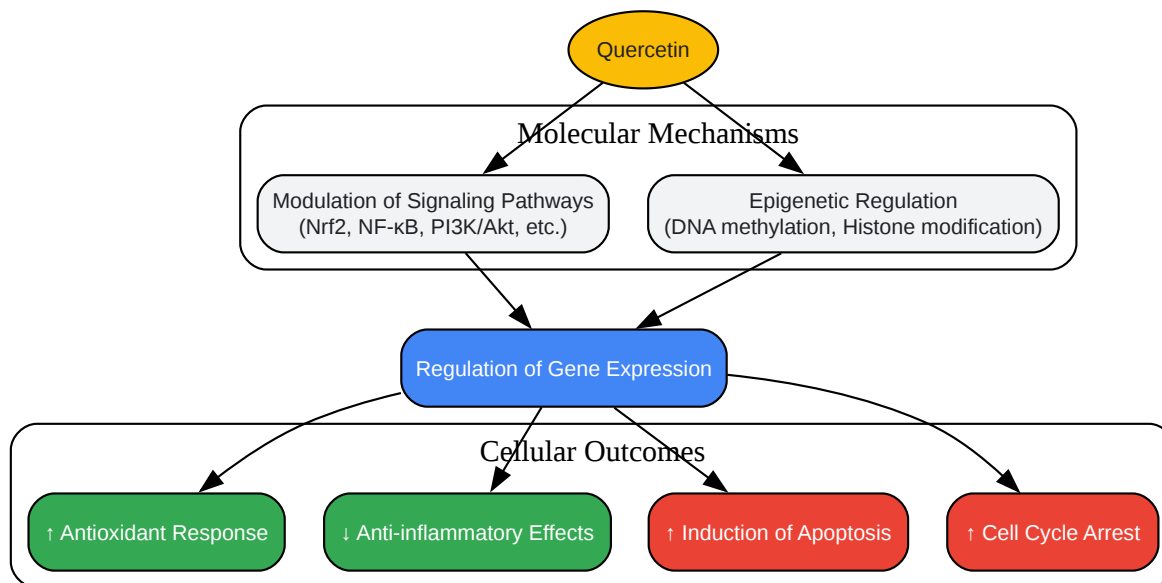 Quercetin
Molecular Mechanisms
Modulation of Signaling Pathways
(Nrf2, NF-κB, PI3K/Akt, etc.)
Epigenetic Regulation
(DNA methylation, Histone modification)
Regulation of Gene Expression
Cellular Outcomes
↑ Antioxidant Response
↓ Anti-inflammatory Effects
↑ Induction of Apoptosis
↑ Cell Cycle Arrest